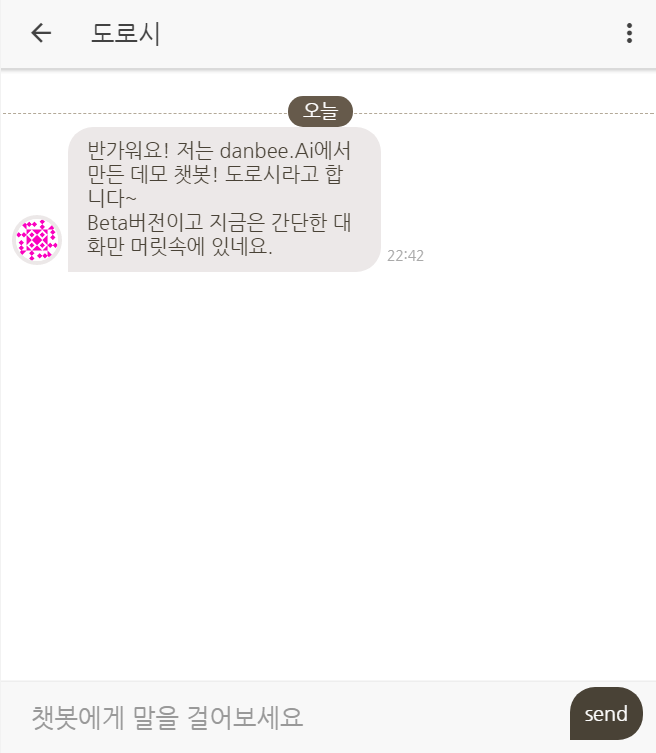 도로시
오늘
반가워요! 저는 danbee.Ai에서
만든 데모 챗봇! 도로시라고 합
니다~
Beta버전이고 지금은 간단한 대
화만 머릿속에 있네요.
22:42
챗봇에게 말을 걸어보세요
send